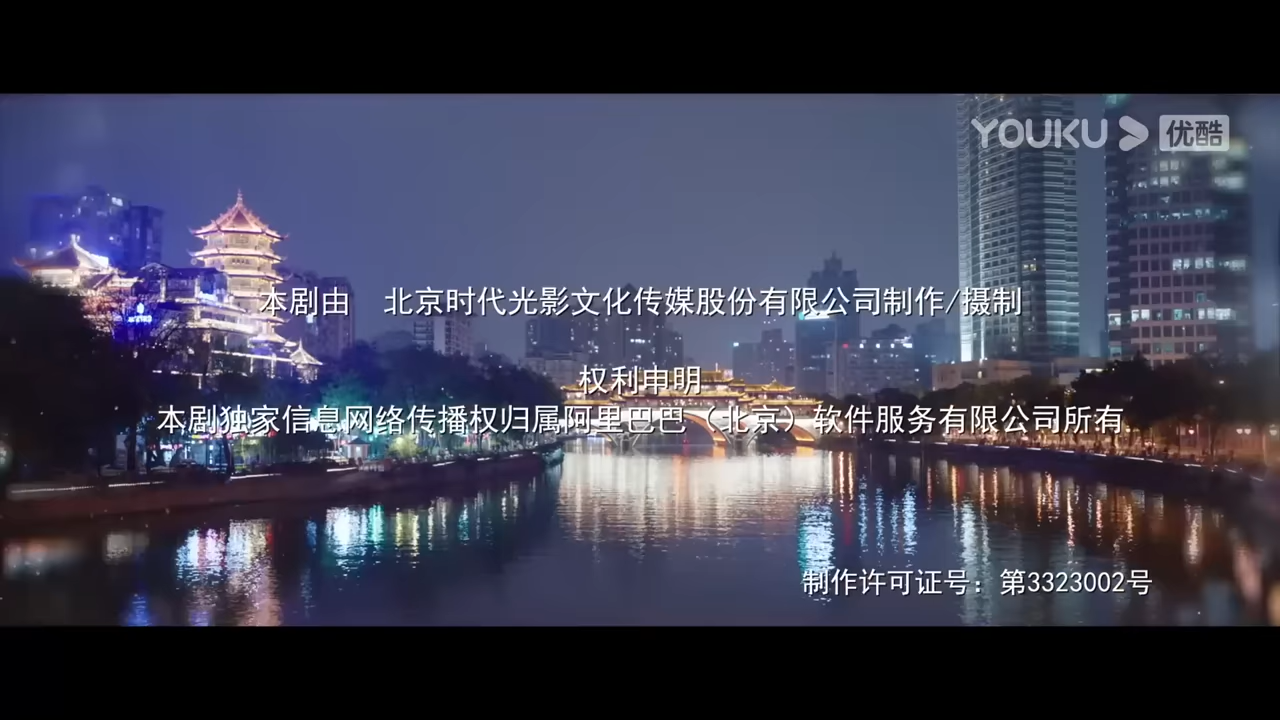 YOUKU 优酷
本剧由 北京时代光影文化传媒股份有限公司制作/摄制
权利申明
本剧独家信息网络传播权归属阿里巴巴（北京）软件服务有限公司所有.
制作许可证号：第3323002号